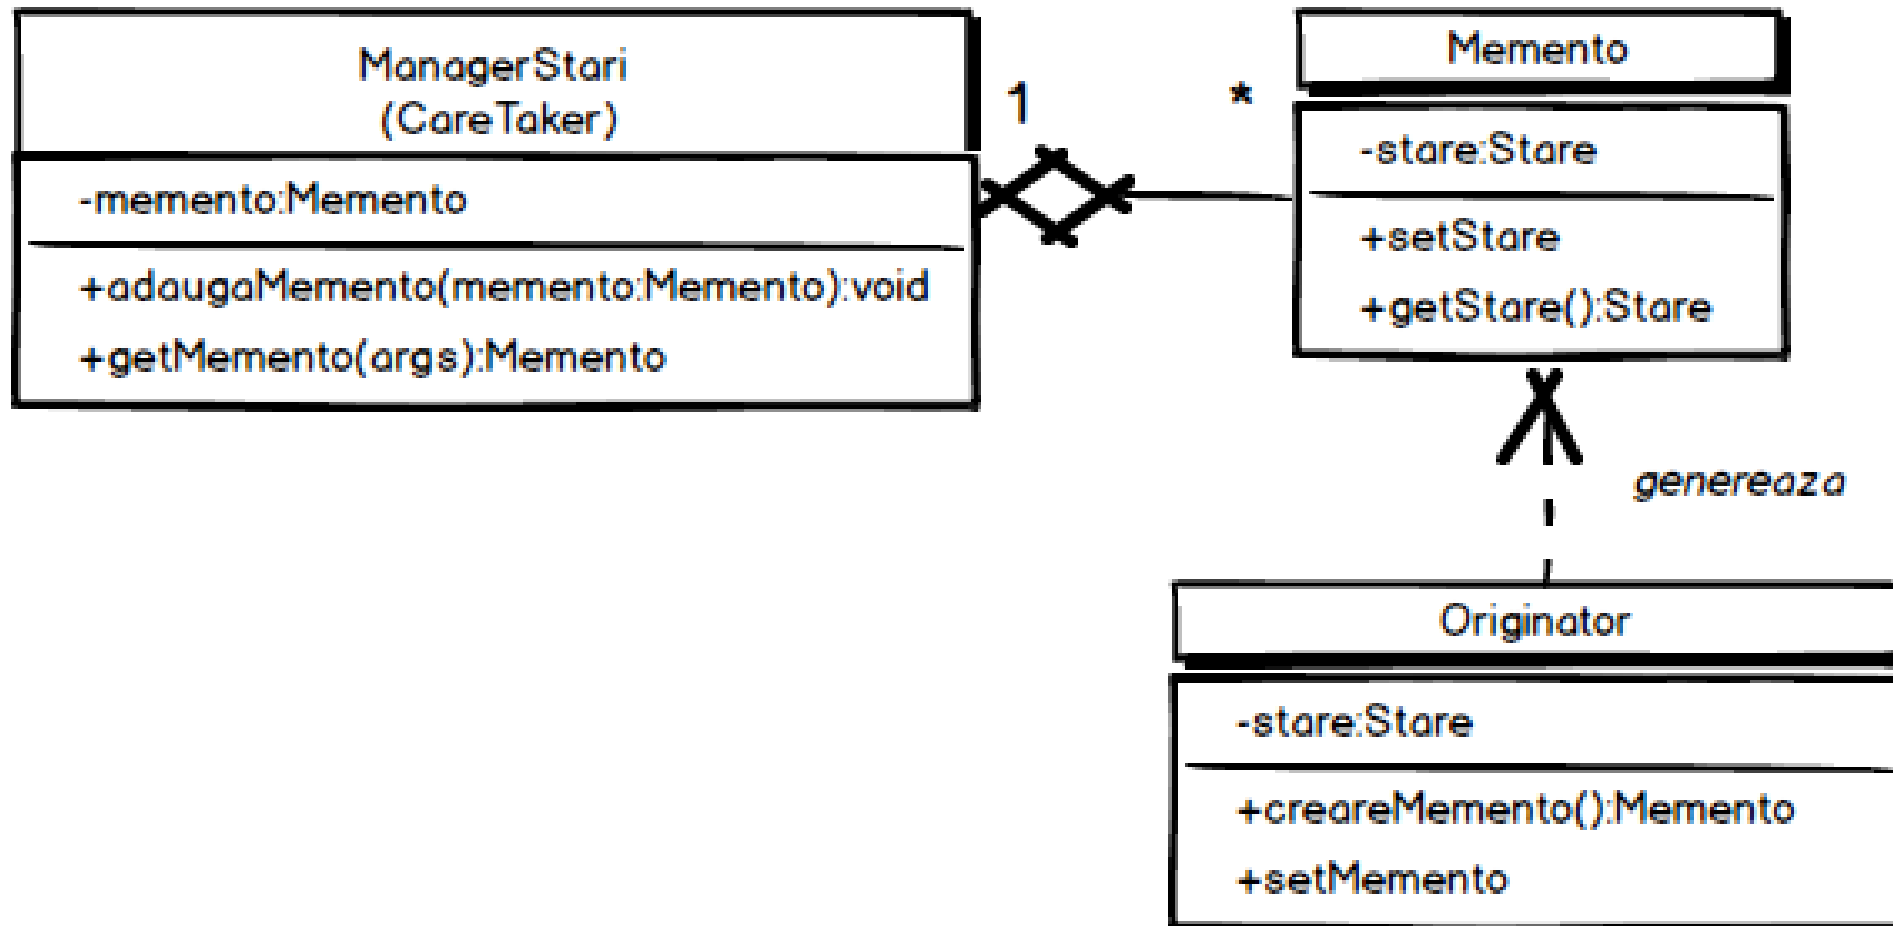 ManagerStari
(CareTaker)
-memento:Memento
+adaugaMemento(memento:Memento):void
+getMemento(args):Memento
1
*
Memento
-stare:Stare
+setStare
+getStare():Stare
genereaza
Originator
-stare:Stare
+creareMemento():Memento
+setMemento